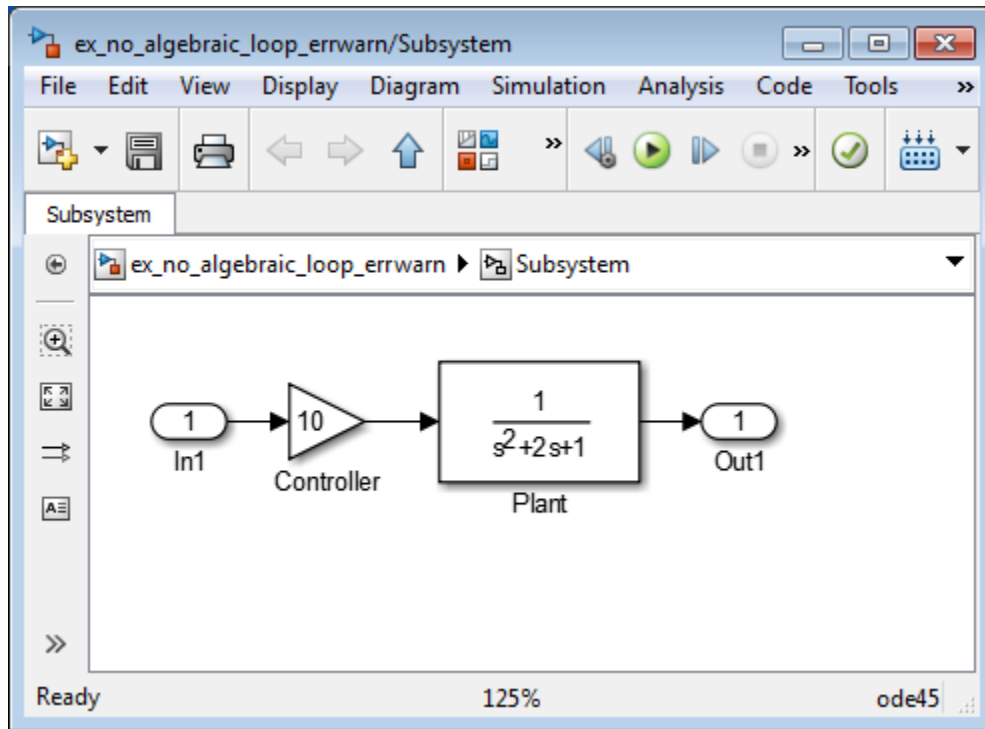 ex_no_algebraic_loop_errwarn/Subsystem
File Edit View Display Diagram Simulation Analysis Code Tools »
» »
Subsystem
ex_no_algebraic_loop_errwarn Subsystem
1
In1
10
Controller
1
s²+2s+1
Plant
1
Out1
A
»
Ready 125% ode45